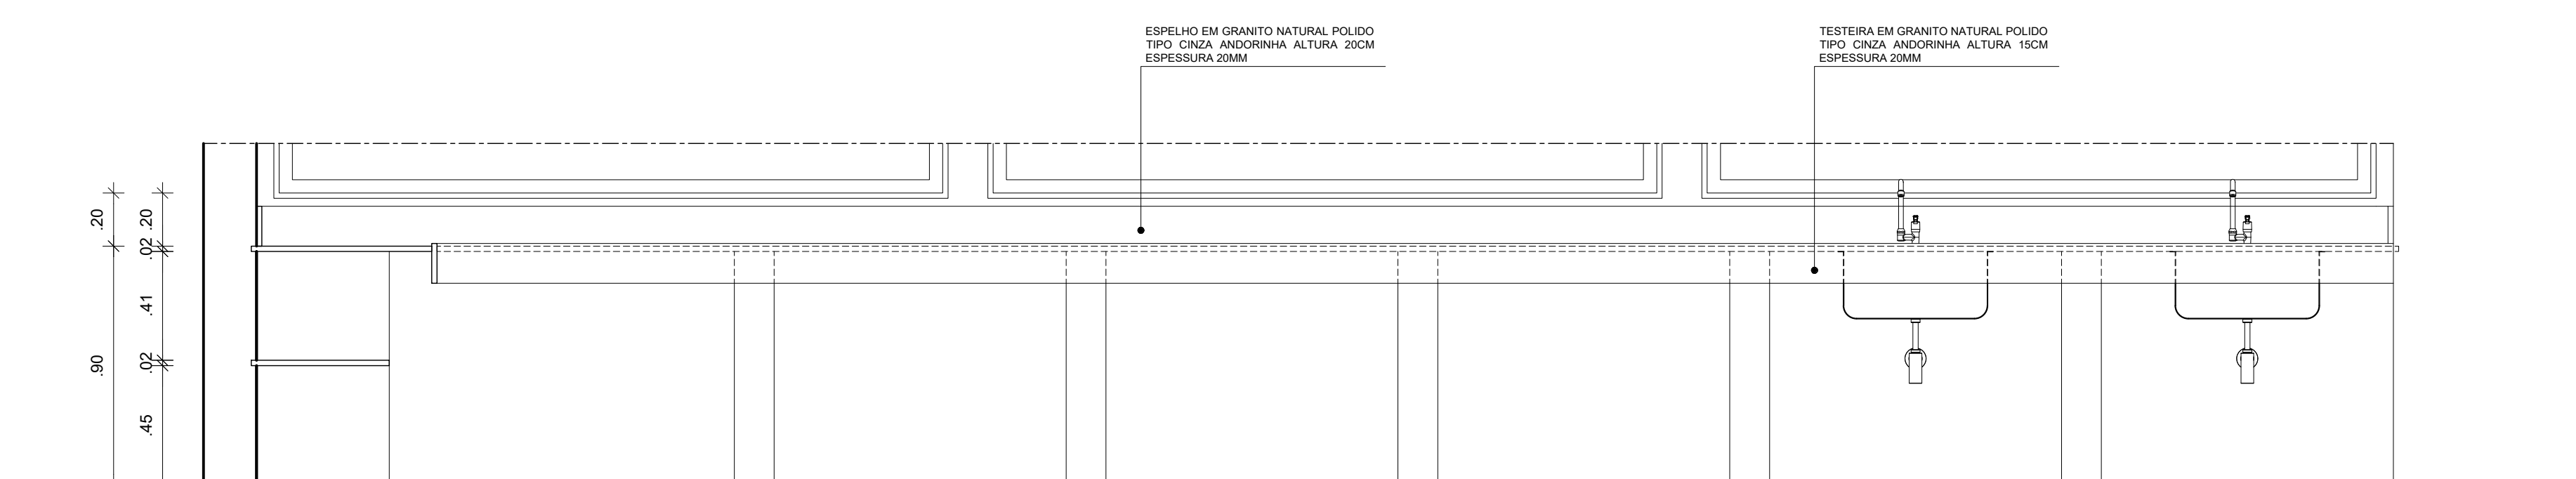 ESPELHO EM GRANITO NATURAL POLIDO
TIPO CINZA ANDORINHA ALTURA 20CM
ESPESSURA 20MM
TESTEIRA EM GRANITO NATURAL POLIDO
TIPO CINZA ANDORINHA ALTURA 15CM
ESPESSURA 20MM
.20
.90
.20
.02
.41
.02
.45